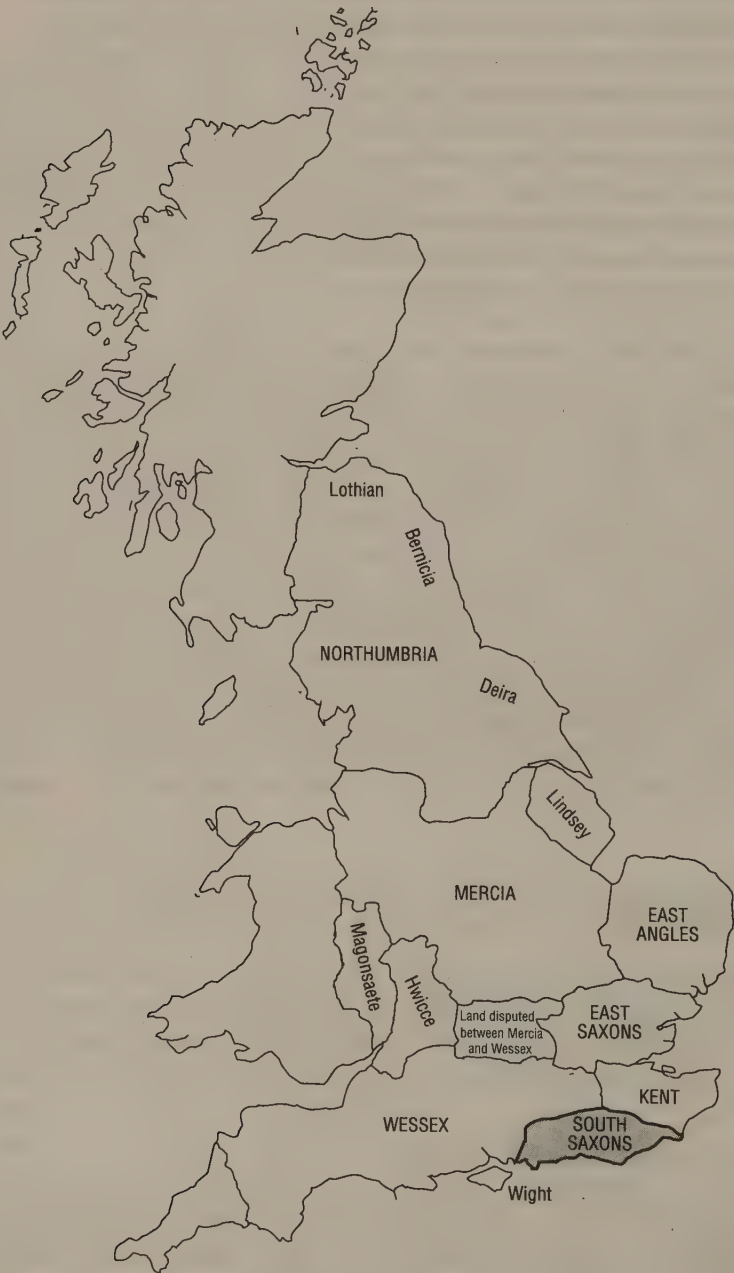 Lothian
Bernicia
NORTHUMBRIA
Deira
Lindsey
MERCIA
EAST
ANGLES
Magonsaete
Hwicce
Land disputed
between Mercia
and Wessex
EAST
SAXONS
KENT
WESSEX
SOUTH
SAXONS
Wight